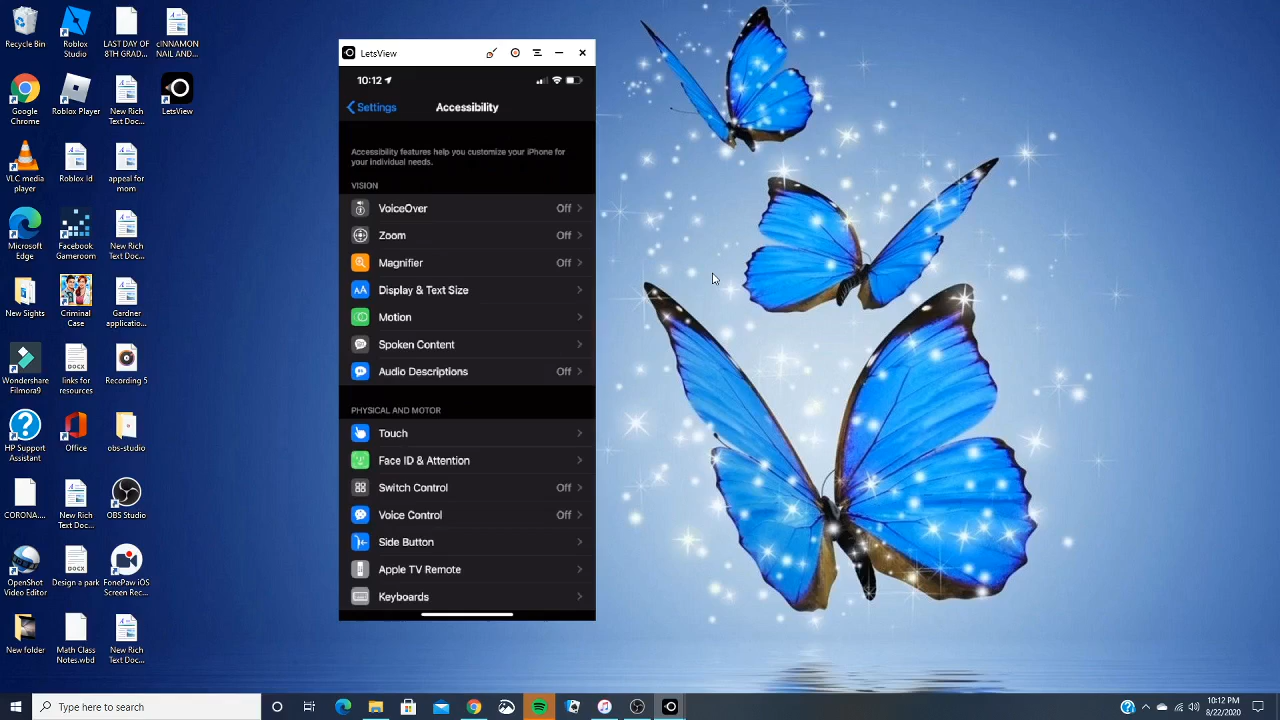 Recycle Bin
Roblox
LAST DAY OF 8TH GRAD...
cINNAMON NAIL AND...
Google Chrome
Roblox Player
New Rich Text Doc...
LetsView
VLC media player
Roblox Id
appeal for mom
Microsoft Edge
Facebook Gameroom
New Rich Text Doc...
New Sights
Criminal Case
Gardner applicatio...
Wondershare Filmora9
links for resources
Recording 5
HP Support Assistant
Office
obs-studio
CORONA....
New Rich Text Doc...
OBS Studio
OpenShot Video Editor
Design a park
FonePaw iOS Screen Rec...
New folder
Math Class Notes.wbd
New Rich Text Doc...
LetsView
10:12
Settings
Accessibility
Accessibility features help you customize your iPhone for
your individual needs.
VISION
VoiceOver Off
Zoom Off
Magnifier Off
Display & Text Size
Motion
Spoken Content
Audio Descriptions Off
PHYSICAL AND MOTOR
Touch
Face ID & Attention
Switch Control Off
Voice Control Off
Side Button
Apple TV Remote
Keyboards
Type here to search
10:12 PM
8/22/2020